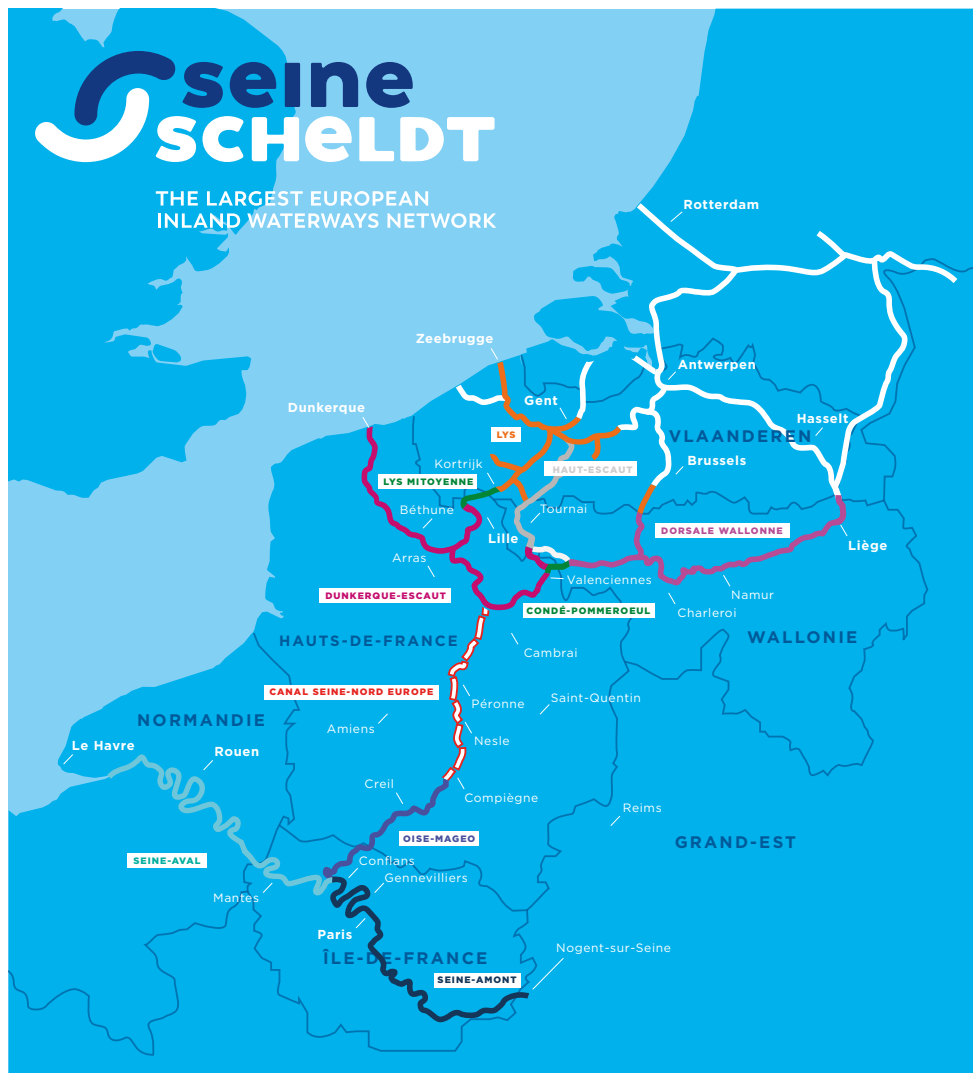 seine
SCHeLDT
THE LARGEST EUROPEAN
INLAND WATERWAYS NETWORK
Rotterdam
Zeebrugge
Antwerpen
Gent
Dunkerque
Hasselt
LYS
VLAANDEREN
Brussels
Kortrijk
HAUT-ESCAUT
LYS MITOYENNE
Béthune
Tournai
DORSALE WALLONNE
Lille
Liège
Arras
Valenciennes
DUNKERQUE-ESCAUT
Namur
CONDÉ-POMMEROEUL
Charleroi
HAUTS-DE-FRANCE
WALLONIE
Cambrai
CANAL SEINE-NORD EUROPE
Saint-Quentin
Péronne
NORMANDIE
Amiens
Nesle
Le Havre
Rouen
Creil
Compiègne
Reims
OISE-MAGEO
GRAND-EST
SEINE-AVAL
Conflans
Gennevilliers
Mantes
Paris
Nogent-sur-Seine
ÎLE-DE-FRANCE
SEINE-AMONT